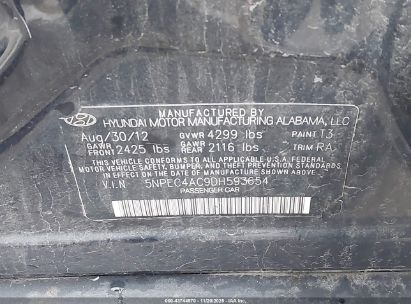 MANUFACTURED BY
HYUNDAI MOTOR MANUFACTURING ALABAMA, LLC
Aug/30/12 GVWR 4299 lbs PAINT T3
GAWR FRONT 2425 lbs GAWR REAR 2116 lbs TRIM RA
THIS VEHICLE CONFORMS TO ALL APPLICABLE U.S. FEDERAL
MOTOR VEHICLE SAFETY, BUMPER, AND THEFT PREVENTION
STANDARDS IN EFFECT ON THE DATE OF MANUFACTURE SHOWN ABOVE.
V.I.N 5NPEC4AC9DH593654
PASSENGER CAR